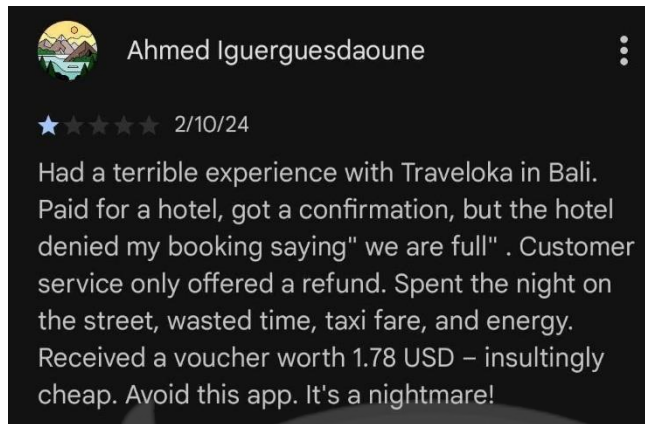 Ahmed Iguerguesdaoune
2/10/24
Had a terrible experience with Traveloka in Bali.
Paid for a hotel, got a confirmation, but the hotel
denied my booking saying" we are full" . Customer
service only offered a refund. Spent the night on
the street, wasted time, taxi fare, and energy.
Received a voucher worth 1.78 USD – insultingly
cheap. Avoid this app. It's a nightmare!